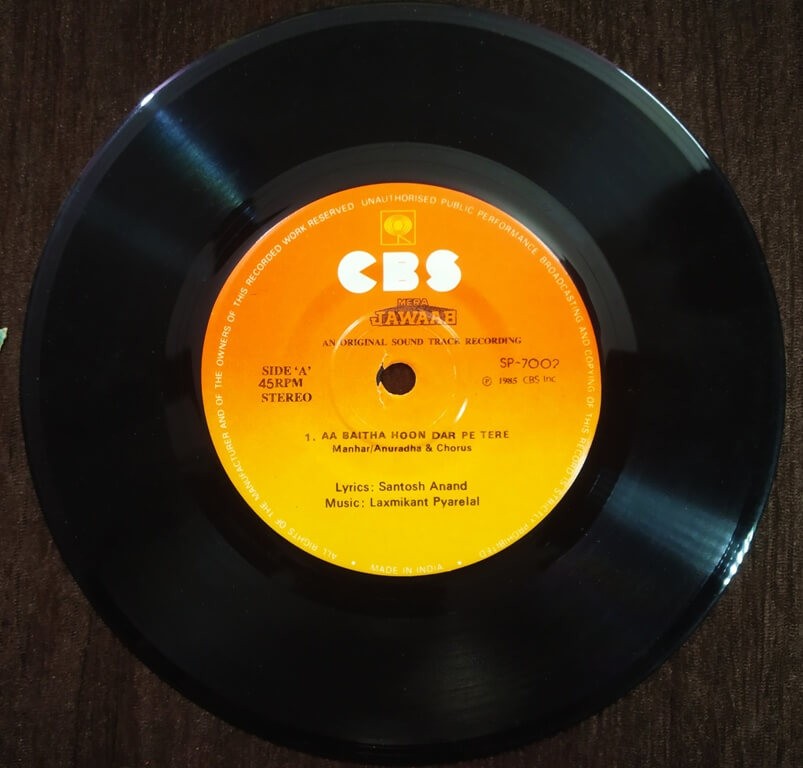 ALL RIGHTS OF THE MANUFACTURER AND OF THE OWNERS OF THIS RECORDED WORK RESERVED UNAUTHORISED PUBLIC PERFORMANCE BROADCASTING AND COPYING OF THIS RECORD IS STRICTLY PROHIBITED
CBS
MERA
JAWAAB
AN ORIGINAL SOUND TRACK RECORDING
SIDE 'A'
45RPM
STEREO
SP-7002
℗ 1985 CBS Inc
1. AA BAITHA HOON DAR PE TERE
Manhar/Anuradha & Chorus
Lyrics: Santosh Anand
Music: Laxmikant Pyarelal
★ MADE IN INDIA ★